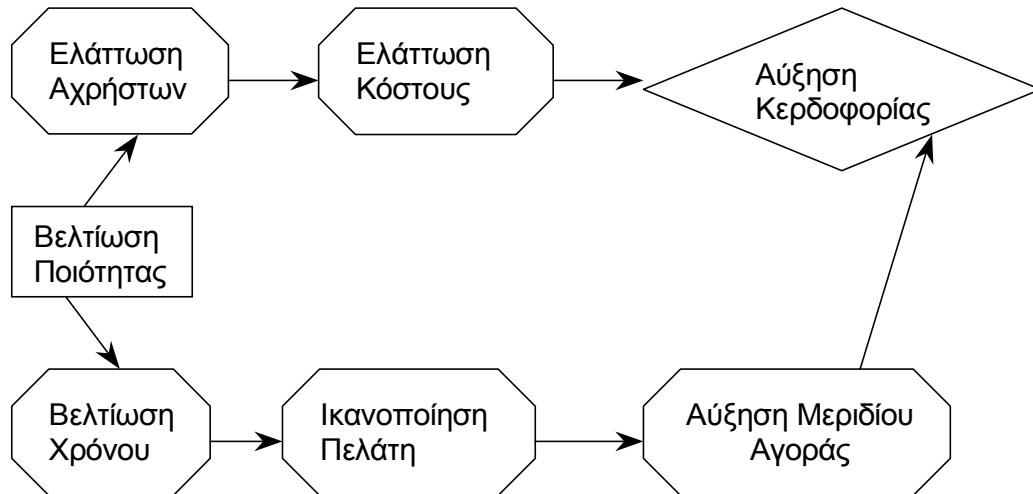 Ελάττωση
Αχρήστων
Ελάττωση
Κόστους
Αύξηση
Κερδοφορίας
Βελτίωση
Ποιότητας
Βελτίωση
Χρόνου
Ικανοποίηση
Πελάτη
Αύξηση Μεριδίου
Αγοράς